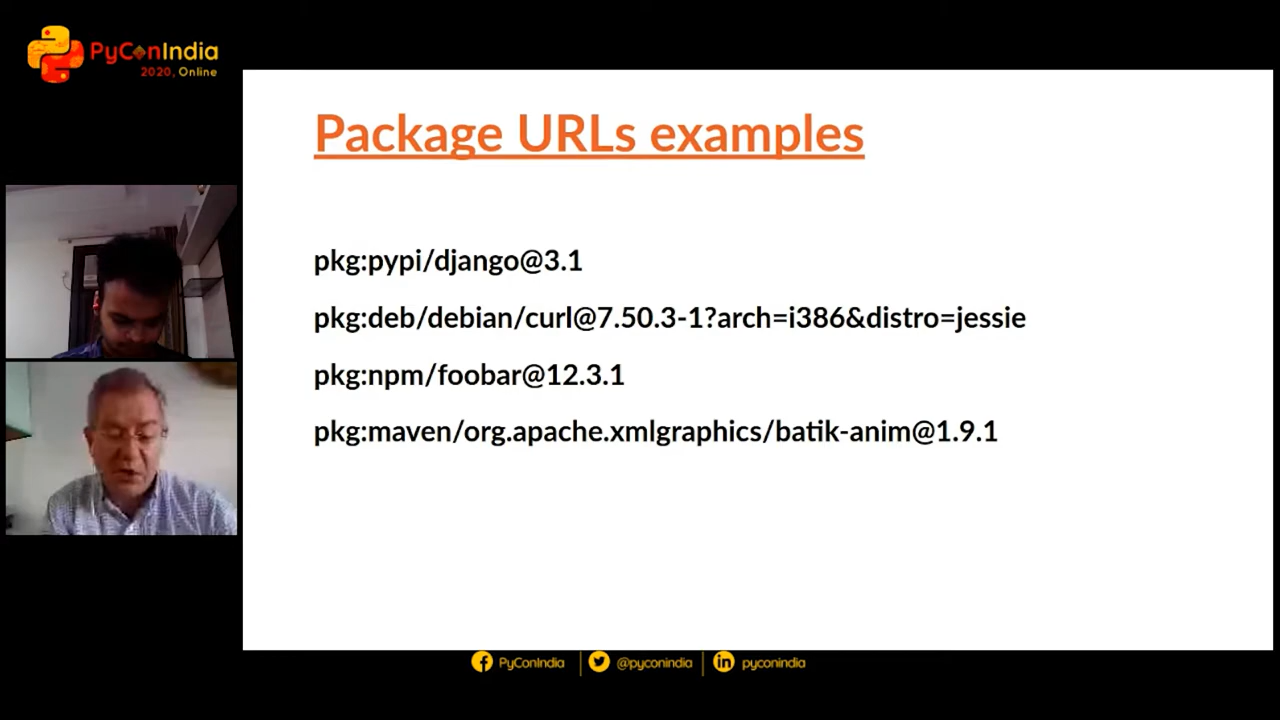 PyConIndia
2020, Online
Package URLs examples
pkg:pypi/django@3.1
pkg:deb/debian/curl@7.50.3-1?arch=i386&distro=jessie
pkg:npm/foobar@12.3.1
pkg:maven/org.apache.xmlgraphics/batik-anim@1.9.1
PyConIndia @pyconindia pyconindia